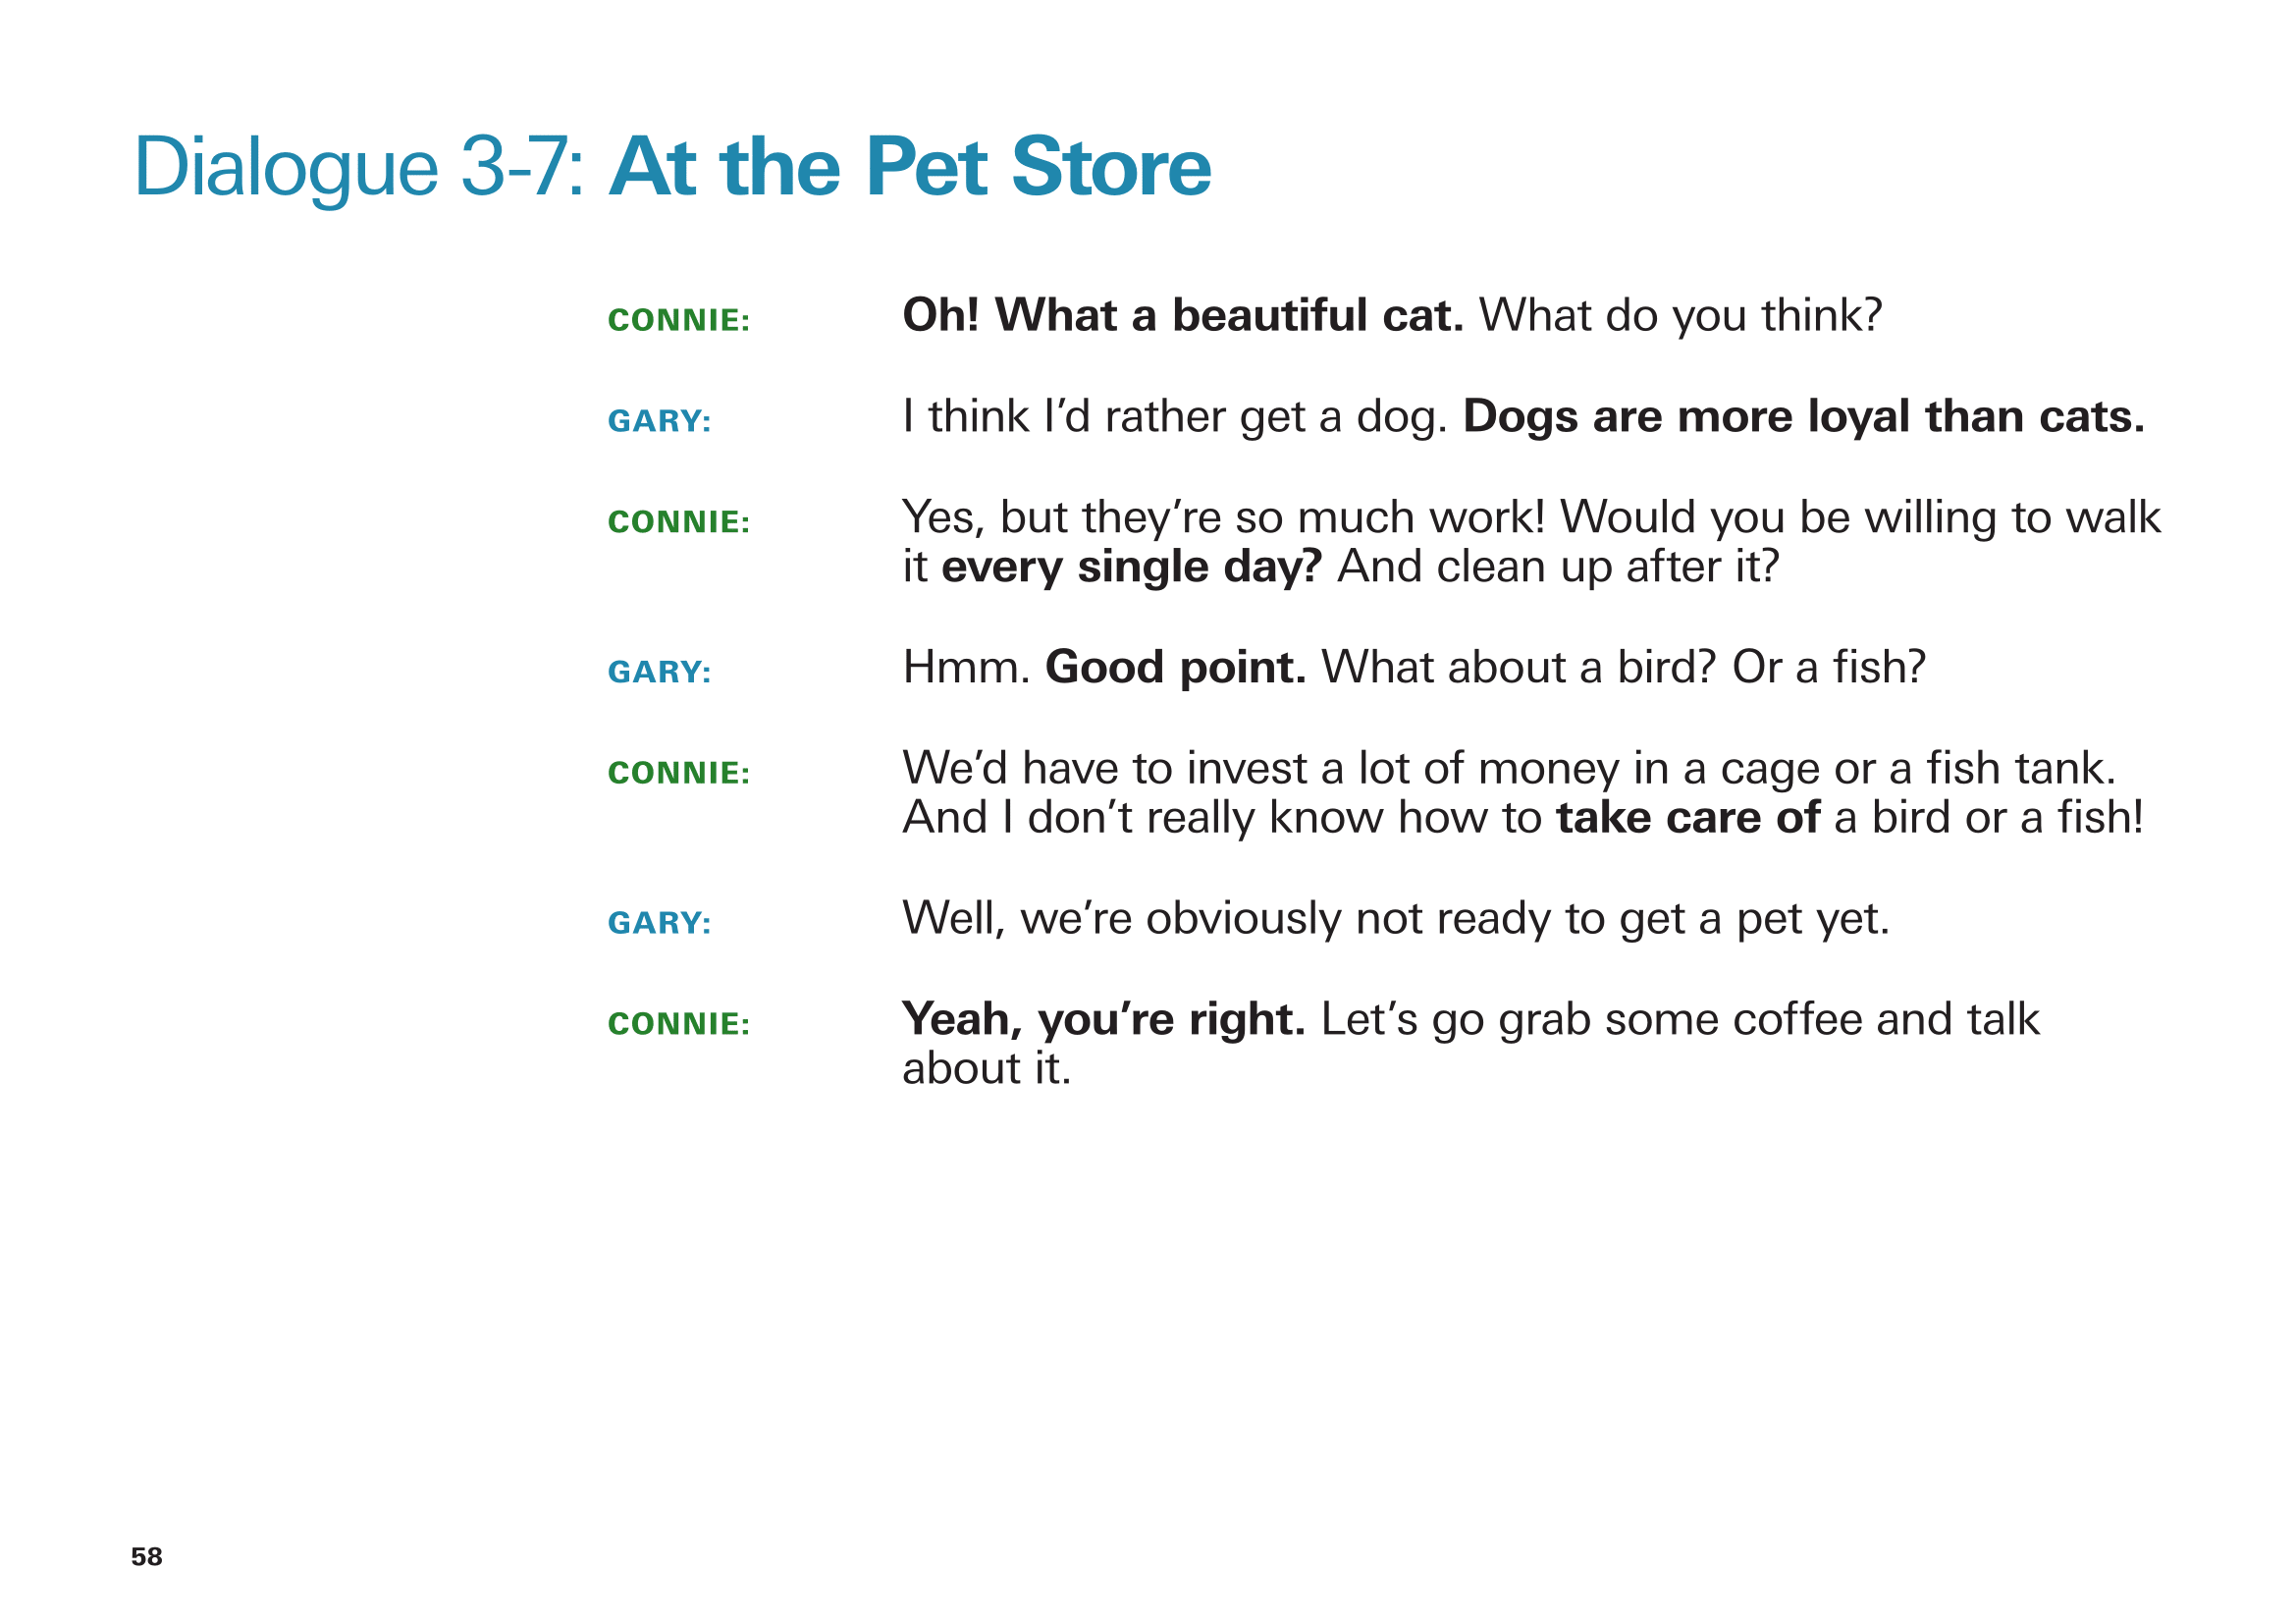 Dialogue 3-7: At the Pet Store
CONNIE: Oh! What a beautiful cat. What do you think?
GARY: I think I’d rather get a dog. Dogs are more loyal than cats.
CONNIE: Yes, but they’re so much work! Would you be willing to walk
it every single day? And clean up after it?
GARY: Hmm. Good point. What about a bird? Or a fish?
CONNIE: We’d have to invest a lot of money in a cage or a fish tank.
And I don’t really know how to take care of a bird or a fish!
GARY: Well, we’re obviously not ready to get a pet yet.
CONNIE: Yeah, you’re right. Let’s go grab some coffee and talk
about it.
58